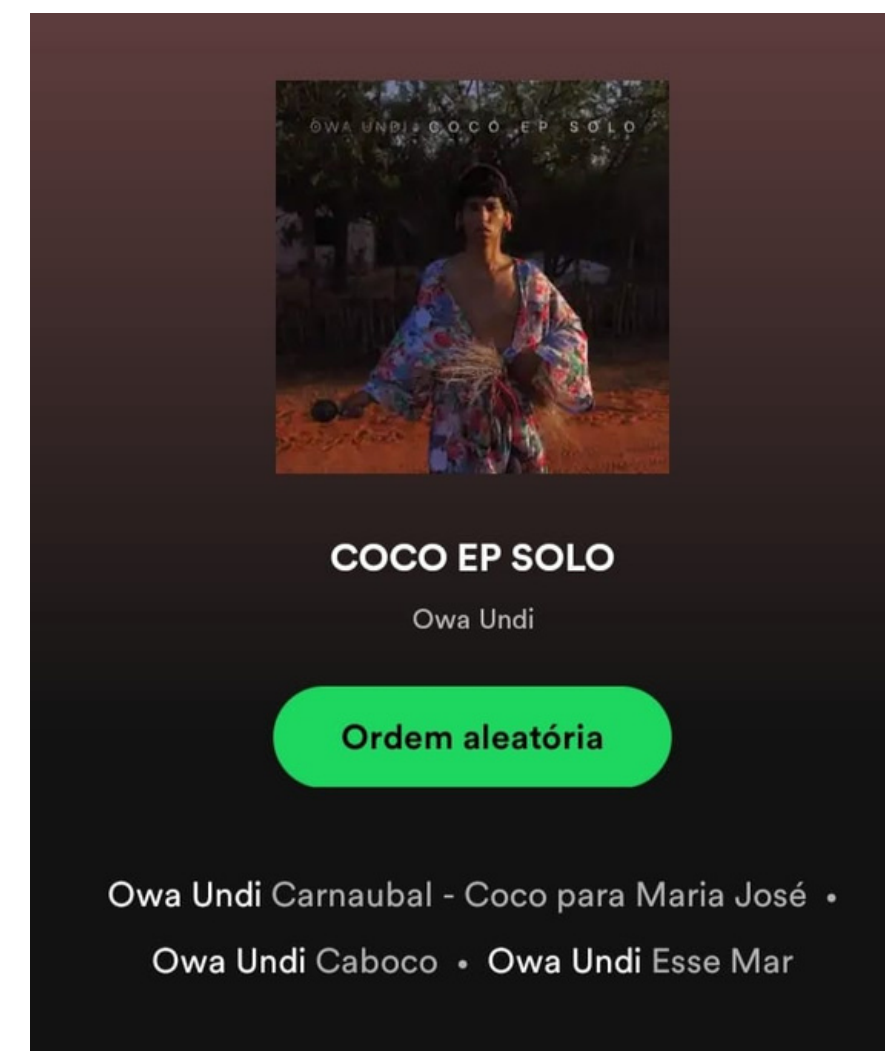 OWA UNDI • COCO EP SOLO
COCO EP SOLO
Owa Undi
Ordem aleatória
Owa Undi Carnaubal - Coco para Maria José •
Owa Undi Caboco • Owa Undi Esse Mar